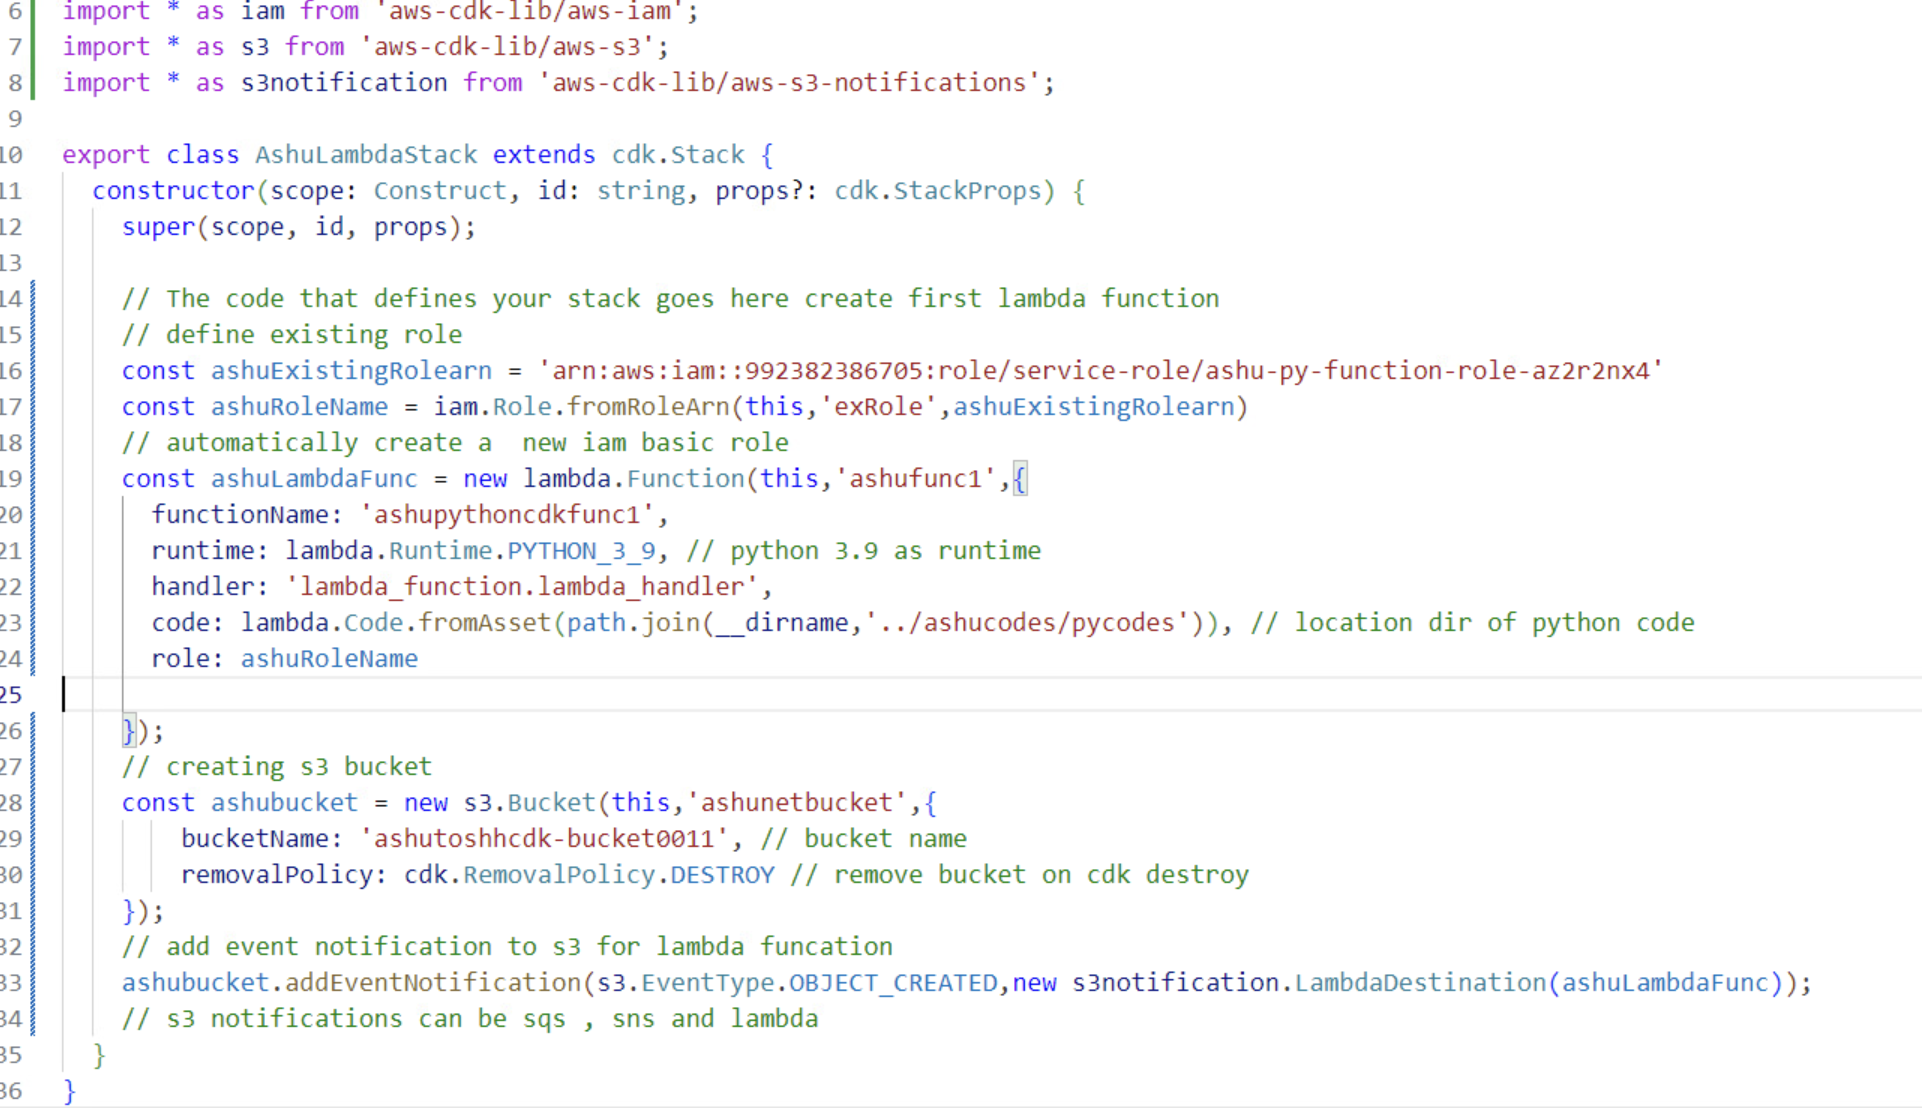 6 import * as iam from 'aws-cdk-lib/aws-iam';
7 import * as s3 from 'aws-cdk-lib/aws-s3';
8 import * as s3notification from 'aws-cdk-lib/aws-s3-notifications';
9
10 export class AshuLambdaStack extends cdk.Stack {
11 constructor(scope: Construct, id: string, props?: cdk.StackProps) {
12 super(scope, id, props);
13
14 // The code that defines your stack goes here create first lambda function
15 // define existing role
16 const ashuExistingRolearn = 'arn:aws:iam::992382386705:role/service-role/ashu-py-function-role-az2r2nx4'
17 const ashuRoleName = iam.Role.fromRoleArn(this,'exRole',ashuExistingRolearn)
18 // automatically create a  new iam basic role
19 const ashuLambdaFunc = new lambda.Function(this,'ashufunc1',{
20 functionName: 'ashupythoncdkfunc1',
21 runtime: lambda.Runtime.PYTHON_3_9, // python 3.9 as runtime
22 handler: 'lambda_function.lambda_handler',
23 code: lambda.Code.fromAsset(path.join(__dirname,'../ashucodes/pycodes')), // location dir of python code
24 role: ashuRoleName
25
26 });
27 // creating s3 bucket
28 const ashubucket = new s3.Bucket(this,'ashunetbucket',{
29 bucketName: 'ashutoshhcdk-bucket0011', // bucket name
30 removalPolicy: cdk.RemovalPolicy.DESTROY // remove bucket on cdk destroy
31 });
32 // add event notification to s3 for lambda funcation
33 ashubucket.addEventNotification(s3.EventType.OBJECT_CREATED,new s3notification.LambdaDestination(ashuLambdaFunc));
34 // s3 notifications can be sqs , sns and lambda
35 }
36 }